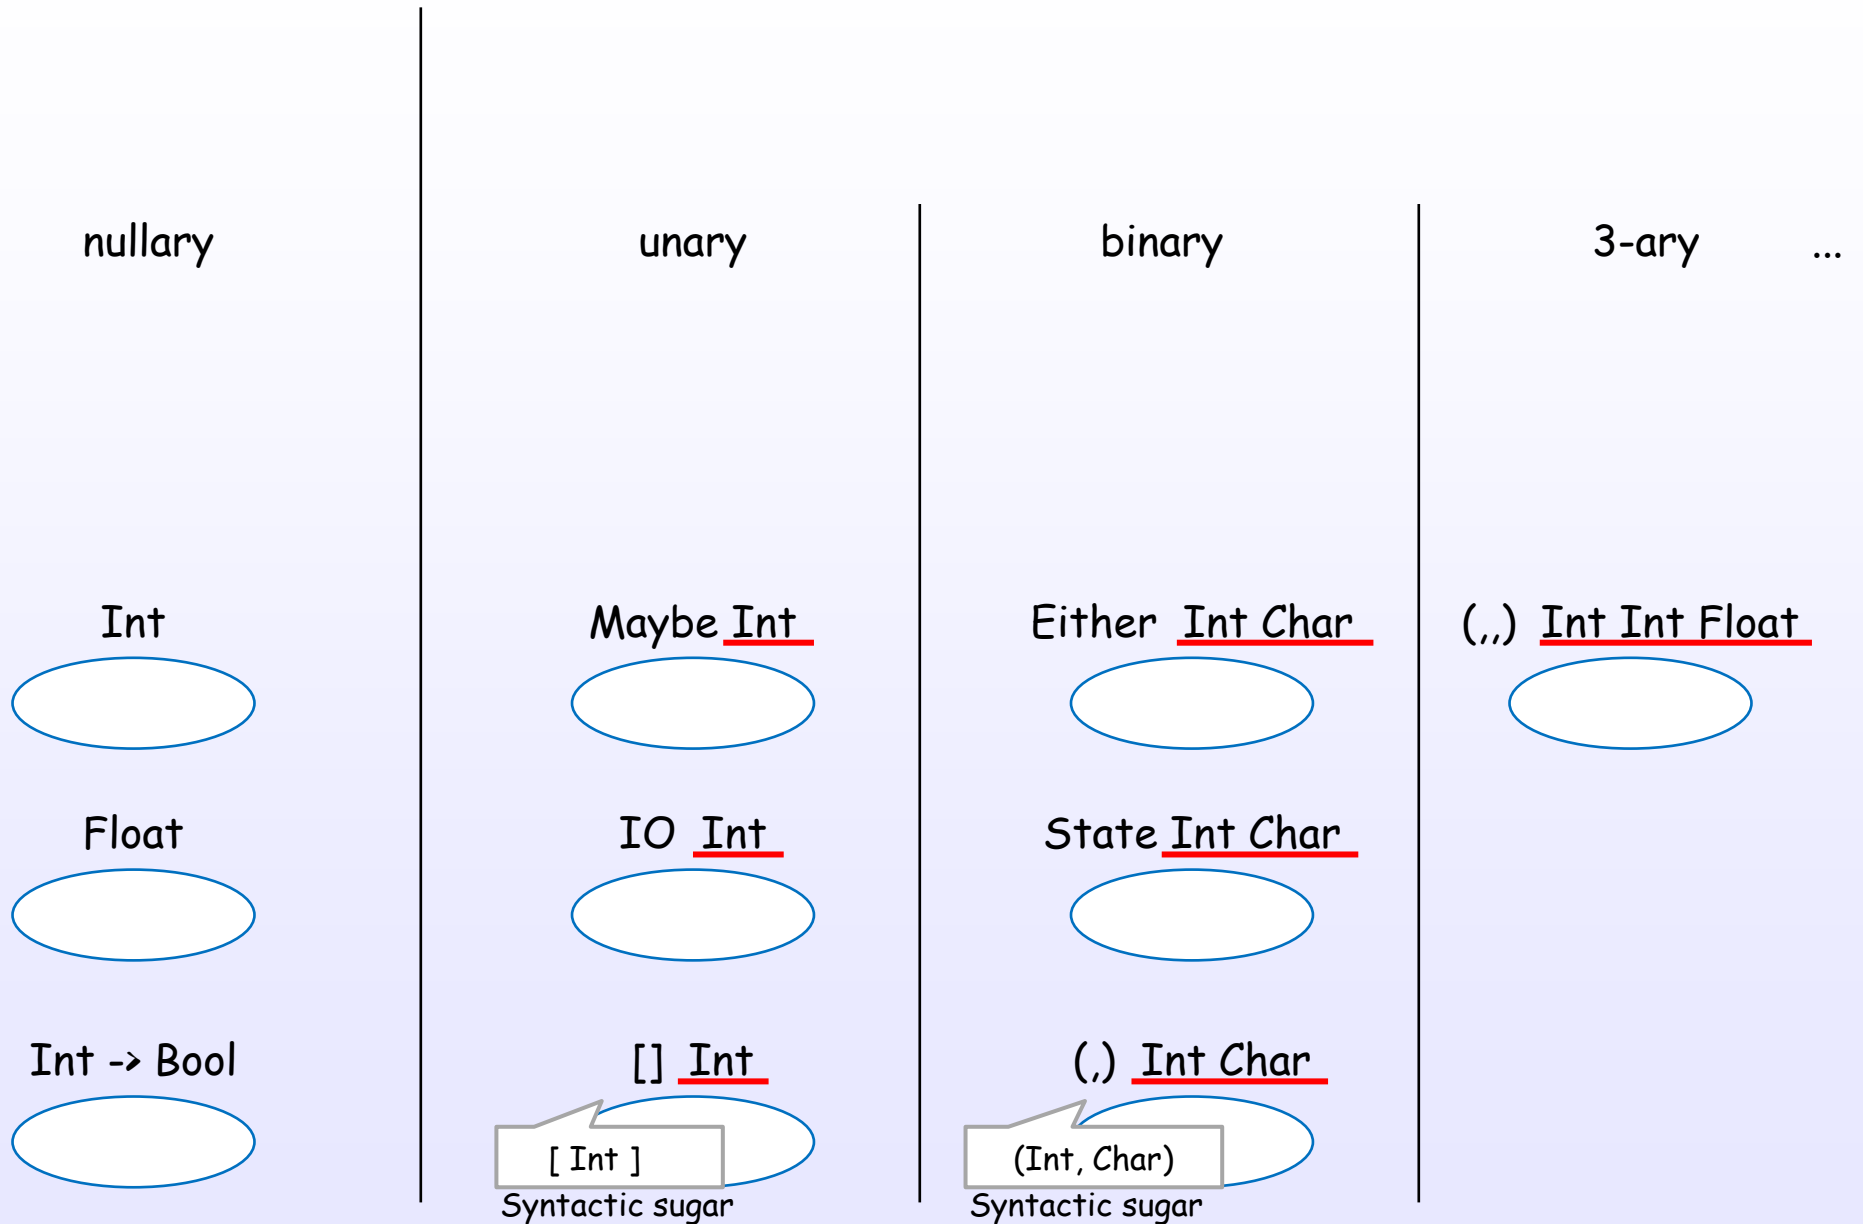 nullary
unary
binary
3-ary
...
Int
Maybe Int
Either Int Char
(,,) Int Int Float
Float
IO Int
State Int Char
Int -> Bool
[] Int
(,) Int Char
[ Int ]
(Int, Char)
Syntactic sugar
Syntactic sugar